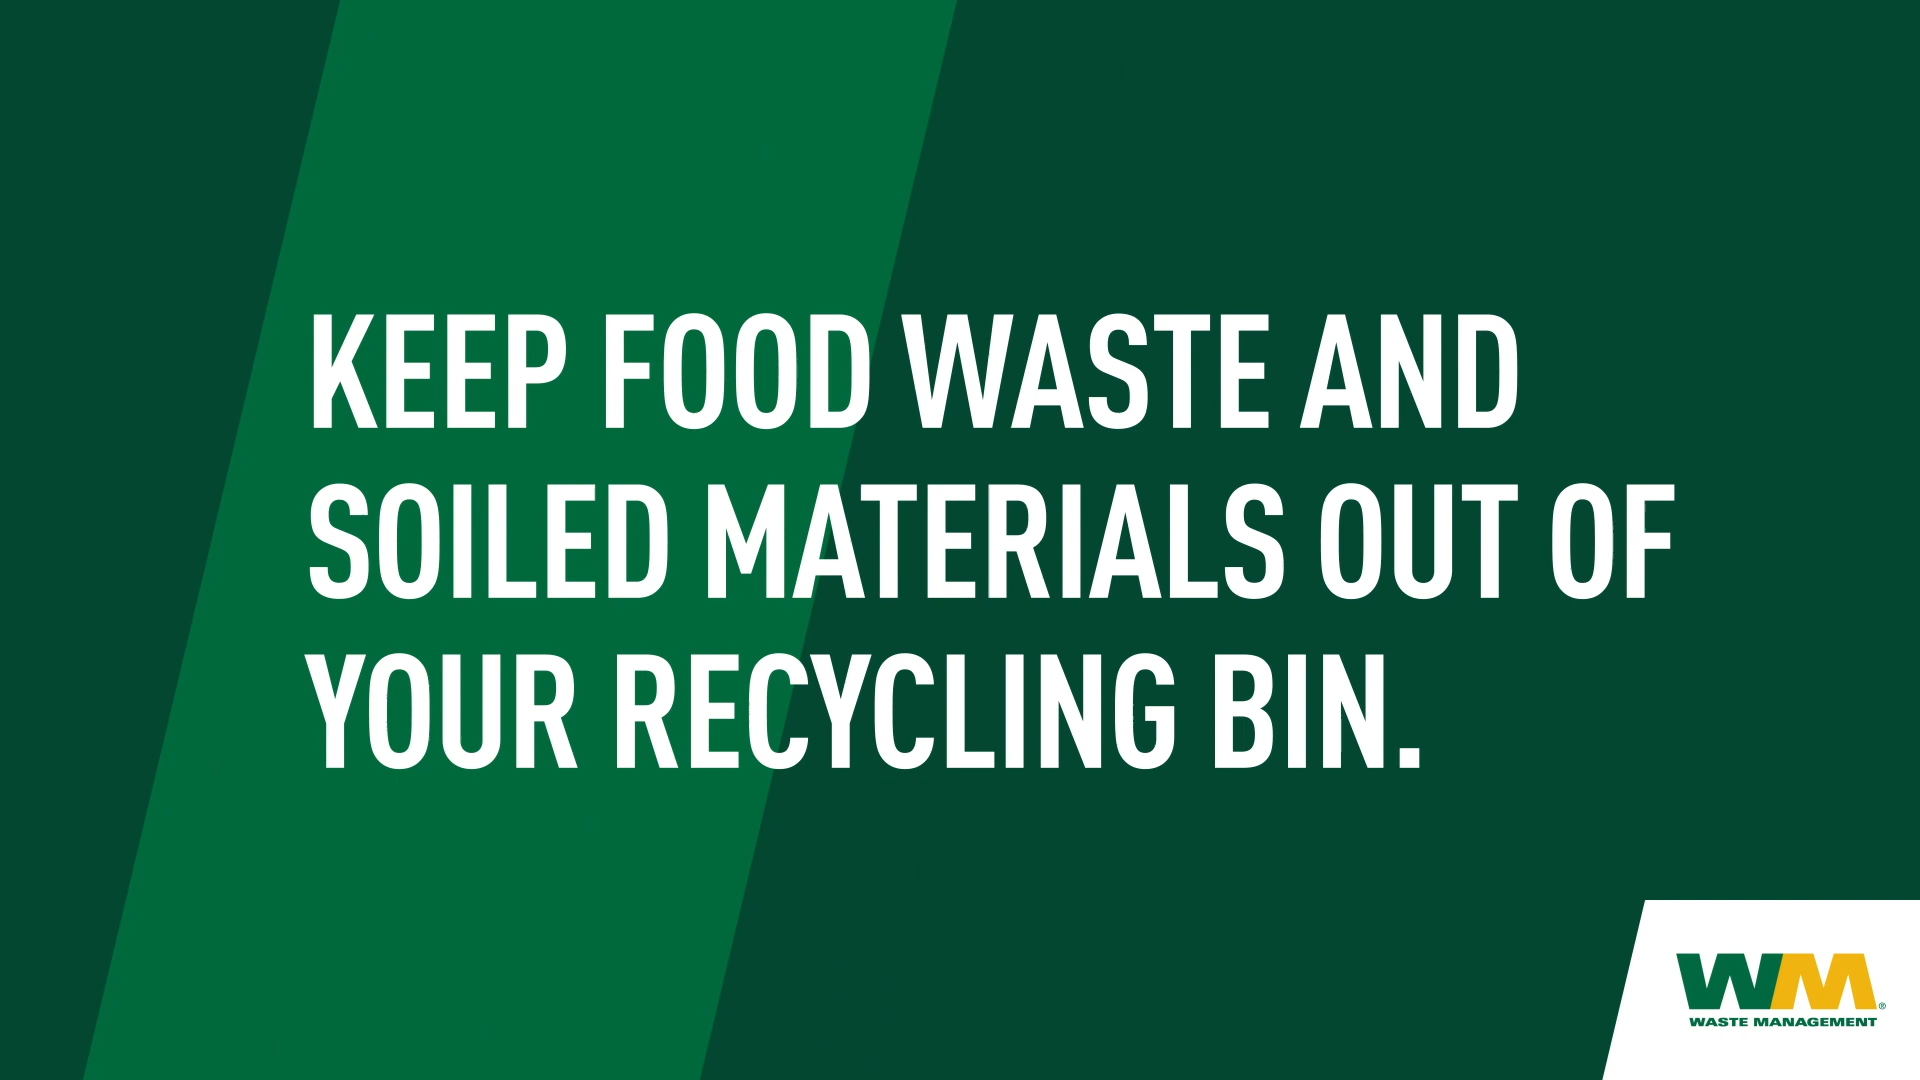 KEEP FOOD WASTE AND
SOILED MATERIALS OUT OF
YOUR RECYCLING BIN.
WM®
WASTE MANAGEMENT